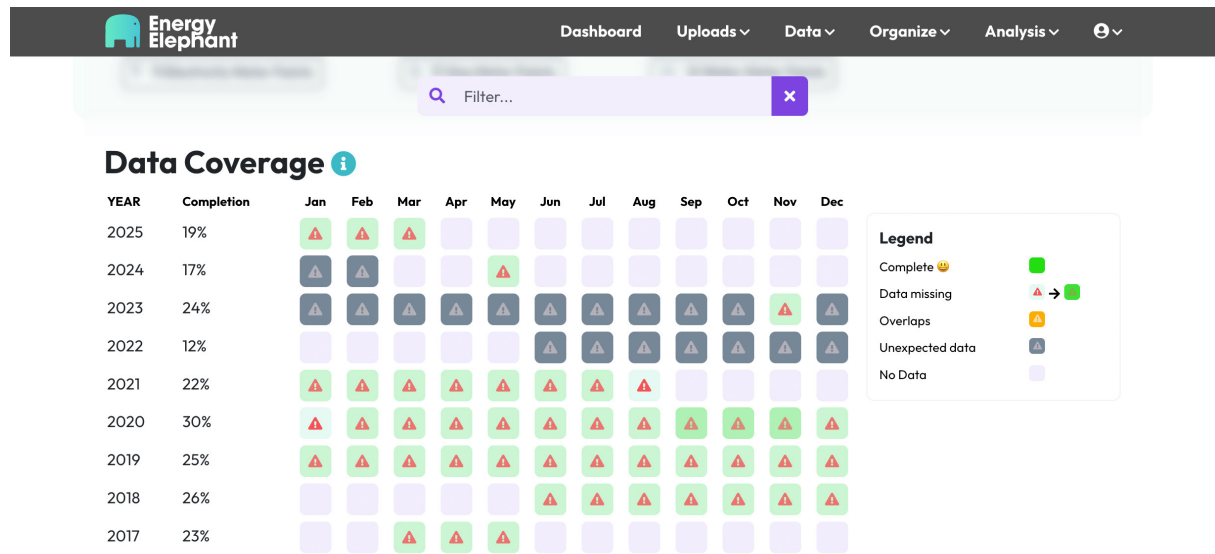 Energy
Elephant
Dashboard Uploads Data Organize Analysis
Filter...
Data Coverage
YEAR Completion Jan Feb Mar Apr May Jun Jul Aug Sep Oct Nov Dec
2025 19%
2024 17%
2023 24%
2022 12%
2021 22%
2020 30%
2019 25%
2018 26%
2017 23%
Legend
Complete 😃
Data missing
Overlaps
Unexpected data
No Data